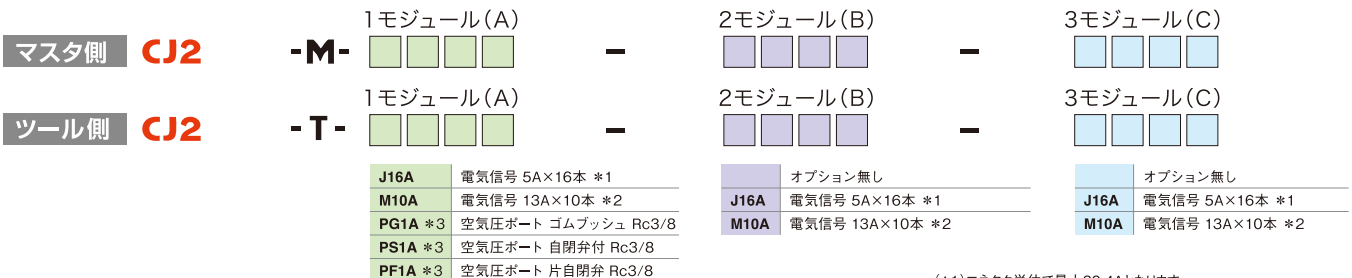 1モジュール(A) 2モジュール(B) 3モジュール(C)
マスタ側 CJ2 -M- - -
1モジュール(A) 2モジュール(B) 3モジュール(C)
ツール側 CJ2 -T- - -
J16A 電気信号 5A×16本 *1
M10A 電気信号 13A×10本 *2
PG1A *3 空気圧ポート ゴムブッシュ Rc3/8
PS1A *3 空気圧ポート 自閉弁付 Rc3/8
PF1A *3 空気圧ポート 片自閉弁 Rc3/8
オプション無し
J16A 電気信号 5A×16本 *1
M10A 電気信号 13A×10本 *2
オプション無し
J16A 電気信号 5A×16本 *1
M10A 電気信号 13A×10本 *2